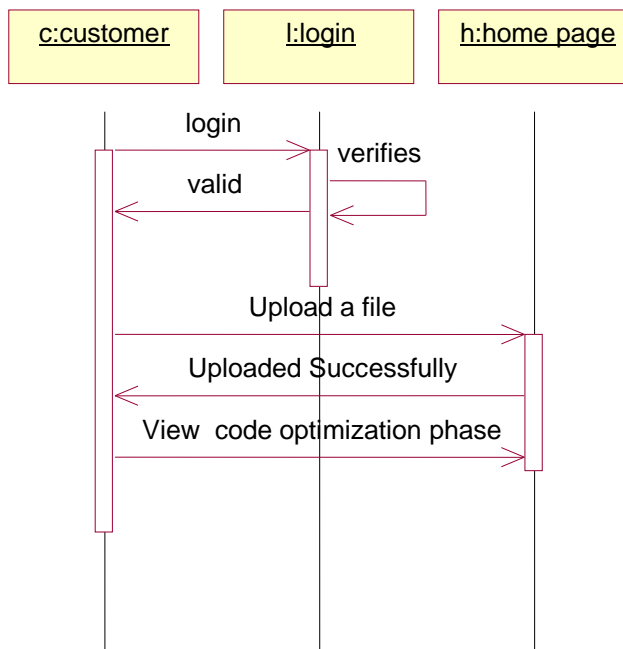 c:customer
l:login
h:home page
login
verifies
valid
Upload a file
Uploaded Successfully
View  code optimization phase